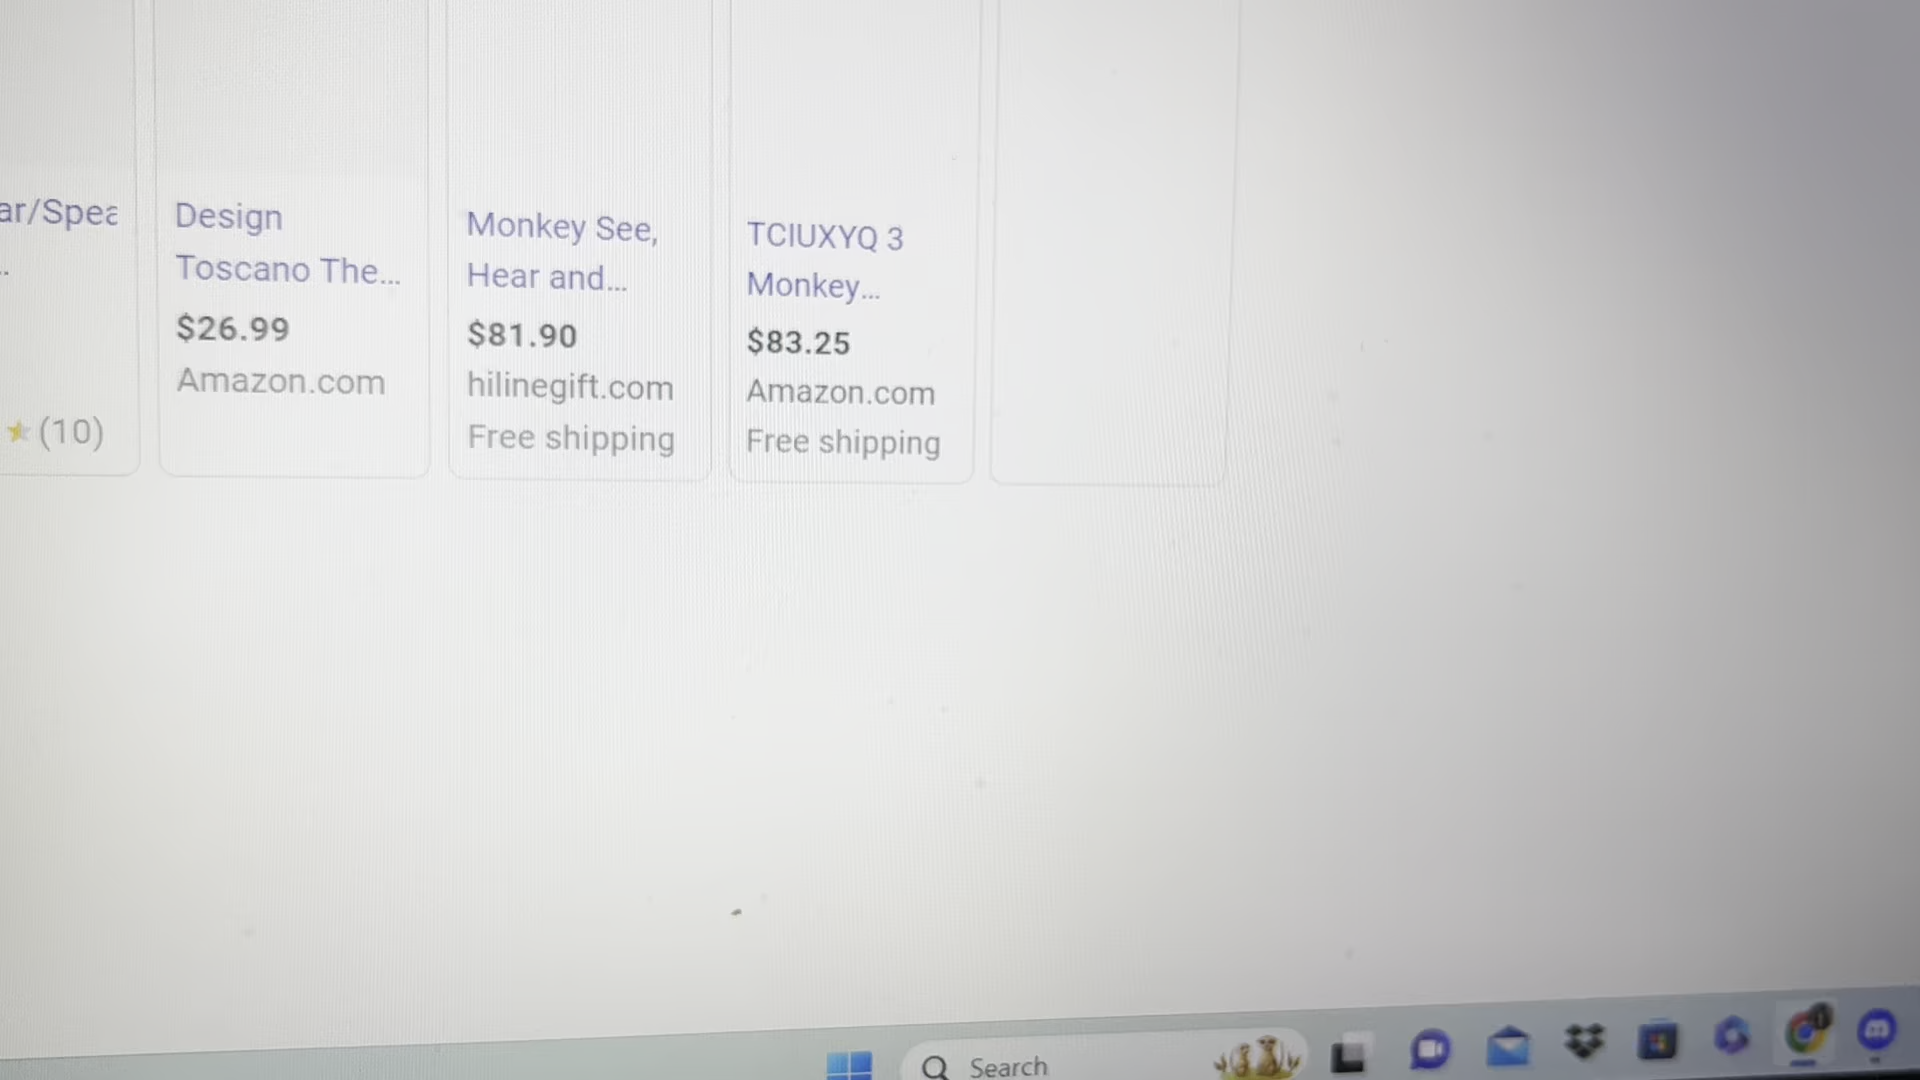 ar/Spea
..
(10)
Design
Toscano The...
$26.99
Amazon.com
Monkey See,
Hear and...
$81.90
hilinegift.com
Free shipping
TCIUXYQ 3
Monkey...
$83.25
Amazon.com
Free shipping
Search